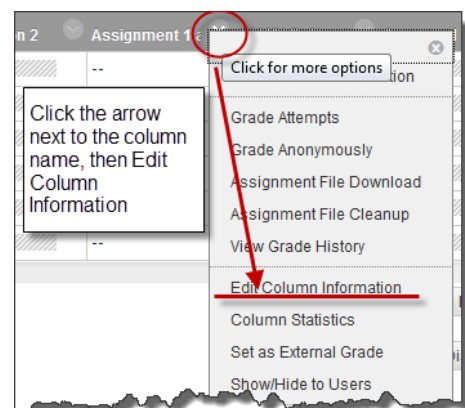 n 2 Assignment 1
--
Click for more options tion
Click the arrow
next to the column
name, then Edit
Column
Information
--
Grade Attempts
Grade Anonymously
Assignment File Download
Assignment File Cleanup
View Grade History
Edit Column Information
Column Statistics
Set as External Grade
Show/Hide to Users